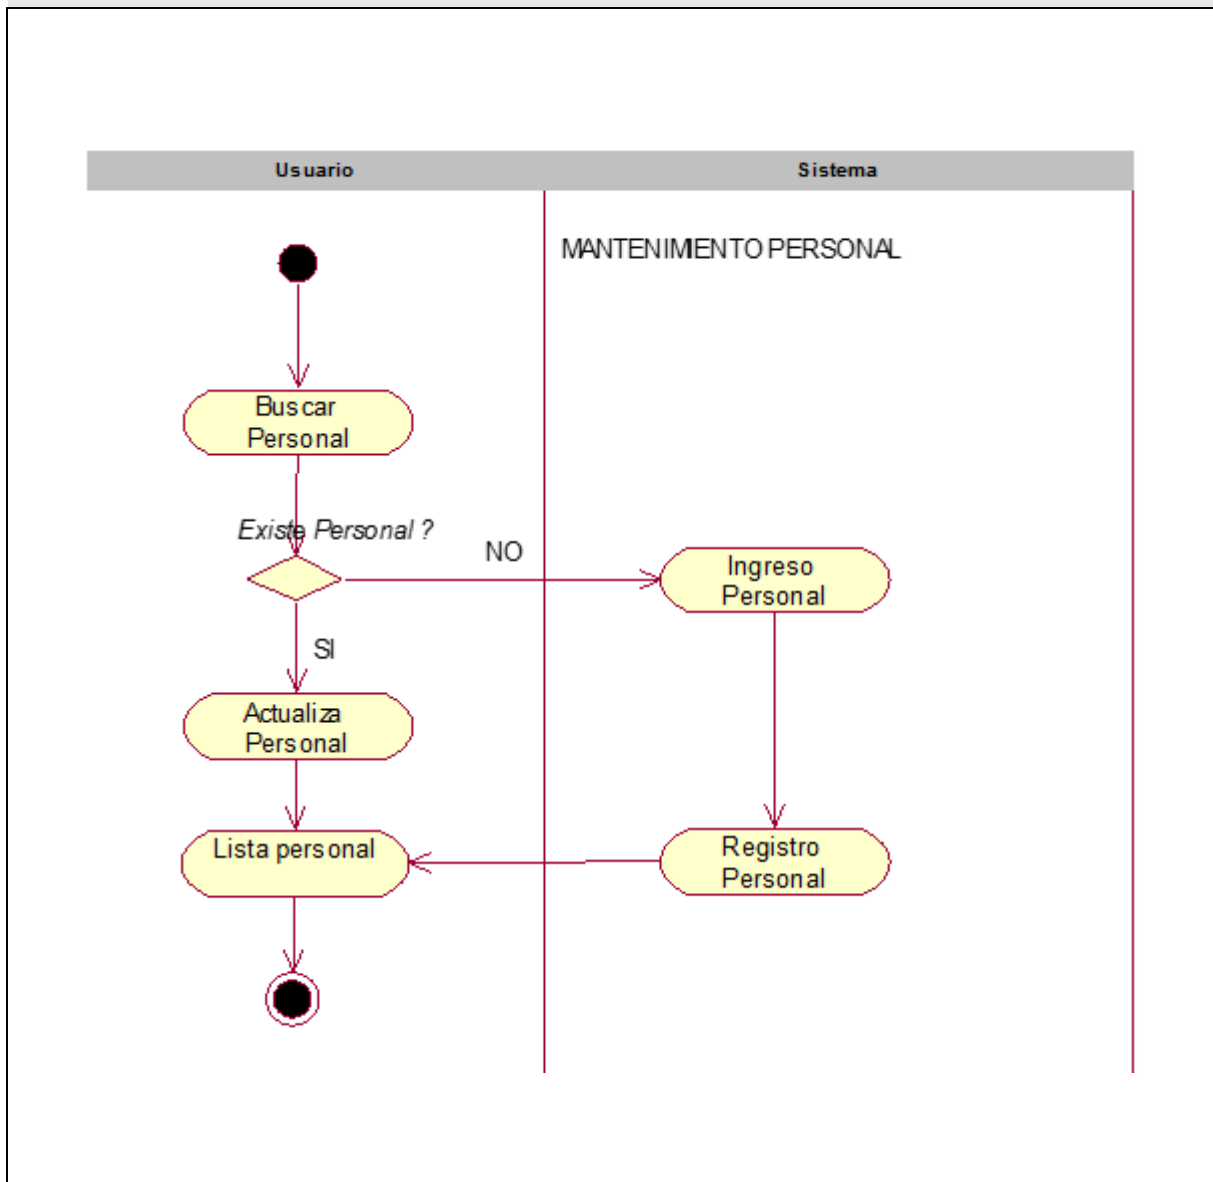 Usuario
Sistema
MANTENIMIENTO PERSONAL
Buscar
Personal
Existe Personal ?
NO
Ingreso
Personal
SI
Actualiza
Personal
Lista personal
Registro
Personal